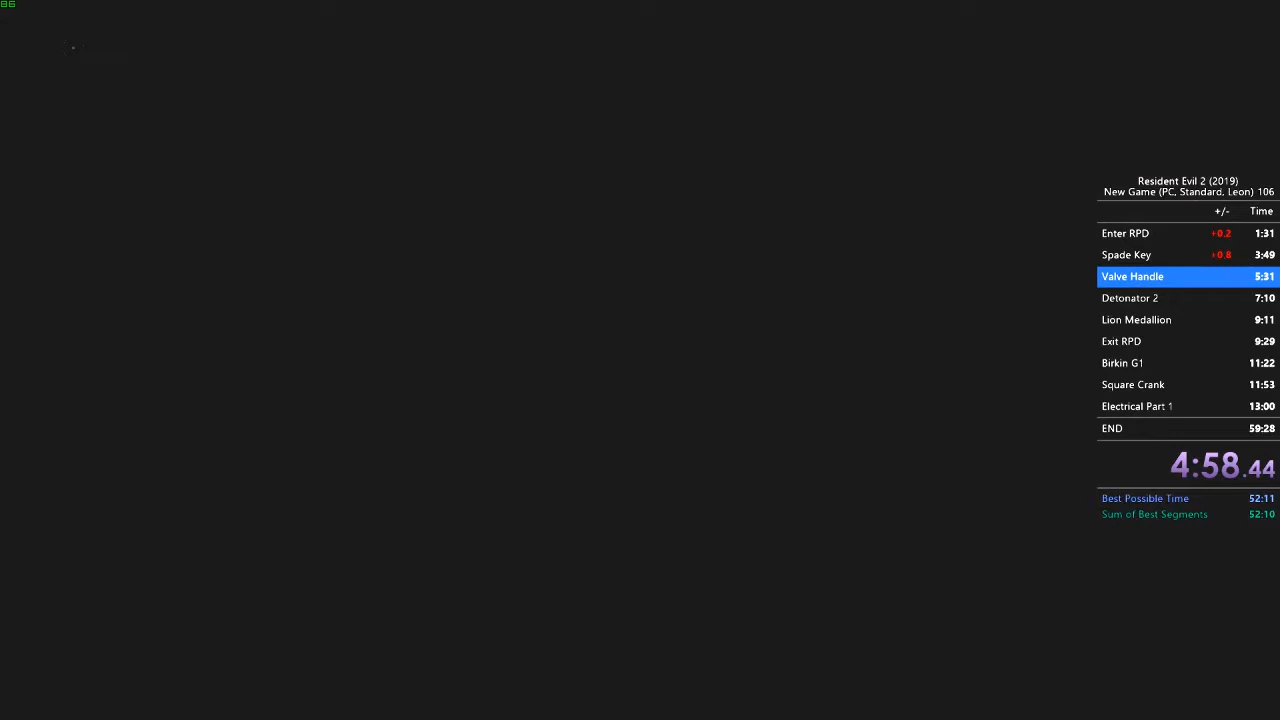 86
Resident Evil 2 (2019)
New Game (PC, Standard, Leon) 106
+/- Time
Enter RPD +0.2 1:31
Spade Key +0.8 3:49
Valve Handle 5:31
Detonator 2 7:10
Lion Medallion 9:11
Exit RPD 9:29
Birkin G1 11:22
Square Crank 11:53
Electrical Part 1 13:00
END 59:28
4:58.44
Best Possible Time 52:11
Sum of Best Segments 52:10